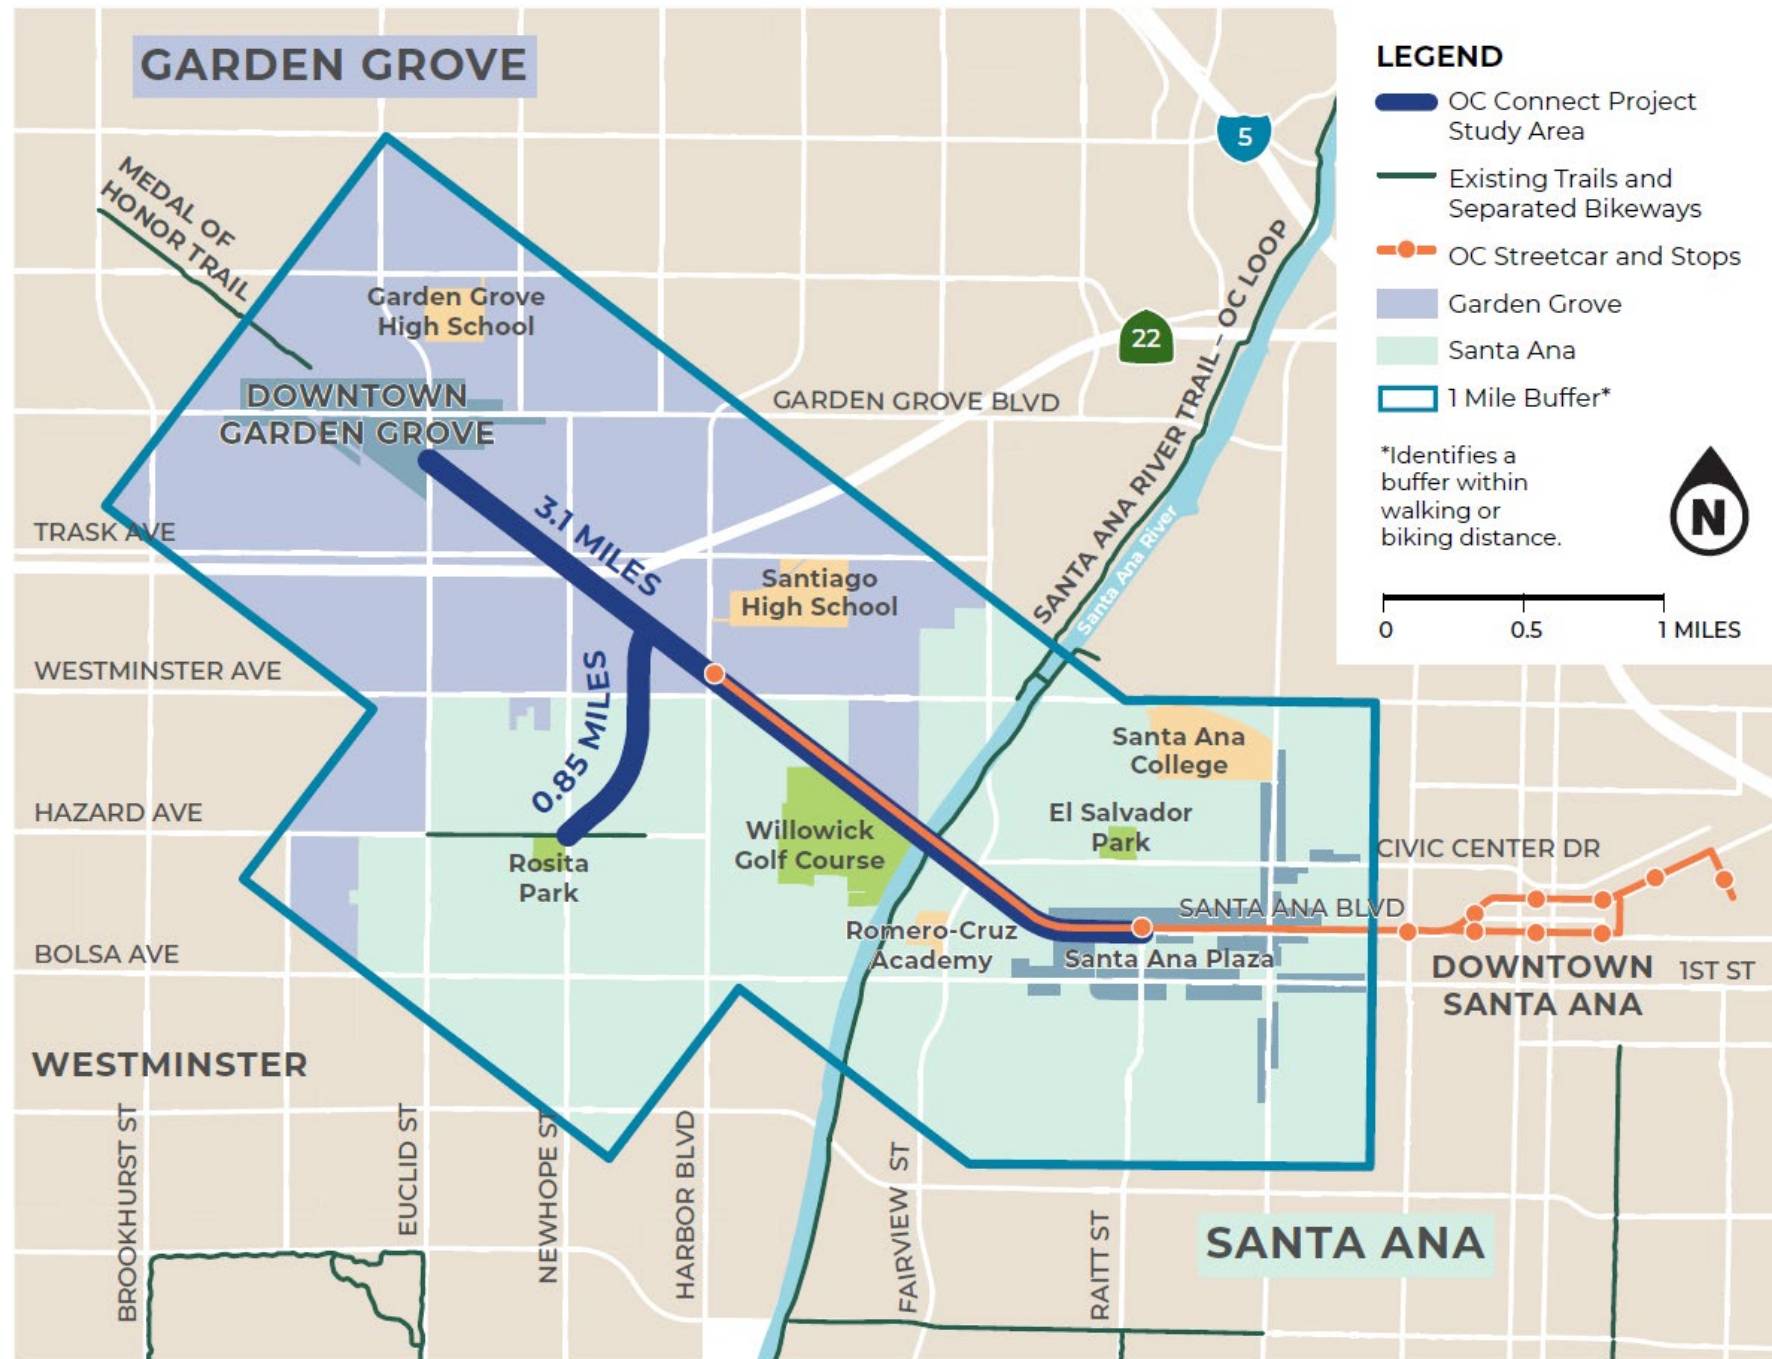 GARDEN GROVE
MEDAL OF
HONOR TRAIL
Garden Grove
High School
DOWNTOWN
GARDEN GROVE
GARDEN GROVE BLVD
TRASK AVE
3.1 MILES
Santiago
High School
WESTMINSTER AVE
0.85 MILES
HAZARD AVE
Rosita
Park
Willowick
Golf Course
5
22
SANTA ANA RIVER TRAIL – OC LOOP
Santa Ana River
Santa Ana
College
El Salvador
Park
CIVIC CENTER DR
SANTA ANA BLVD
Romero-Cruz
Academy
Santa Ana Plaza
BOLSA AVE
DOWNTOWN
SANTA ANA
1ST ST
WESTMINSTER
BROOKHURST ST
EUCLID ST
NEWHOPE ST
HARBOR BLVD
FAIRVIEW ST
RAITT ST
SANTA ANA
LEGEND
OC Connect Project
Study Area
Existing Trails and
Separated Bikeways
OC Streetcar and Stops
Garden Grove
Santa Ana
1 Mile Buffer*
*Identifies a
buffer within
walking or
biking distance.
N
0 0.5 1 MILES